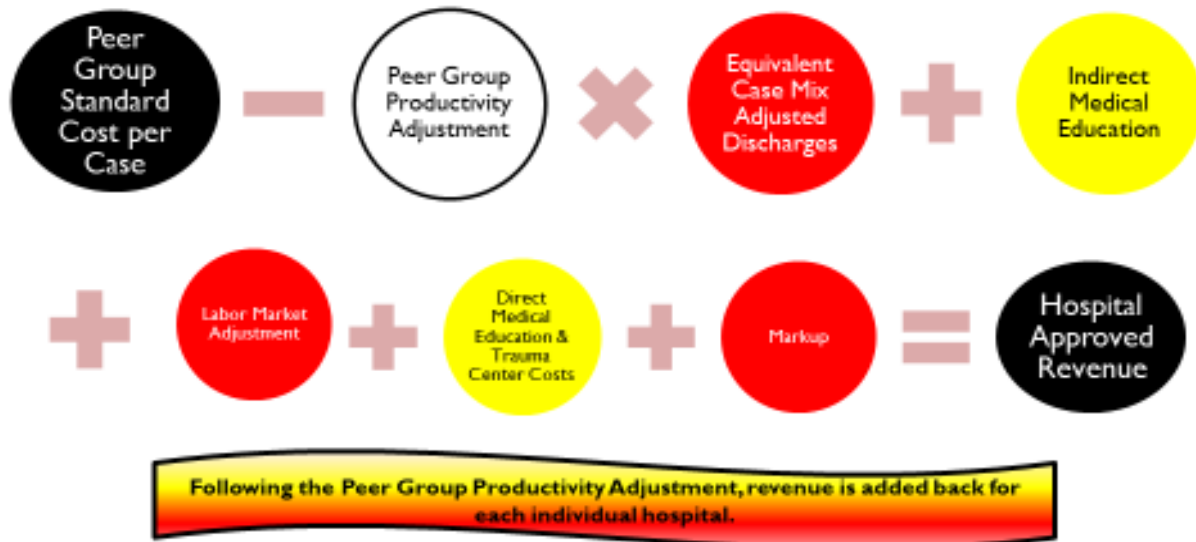 Peer
Group
Standard
Cost per
Case
Peer Group
Productivity
Adjustment
Equivalent
Case Mix
Adjusted
Discharges
Indirect
Medical
Education
Labor Market
Adjustment
Direct
Medical
Education &
Trauma
Center Costs
Markup
Hospital
Approved
Revenue
Following the Peer Group Productivity Adjustment, revenue is added back for
each individual hospital.